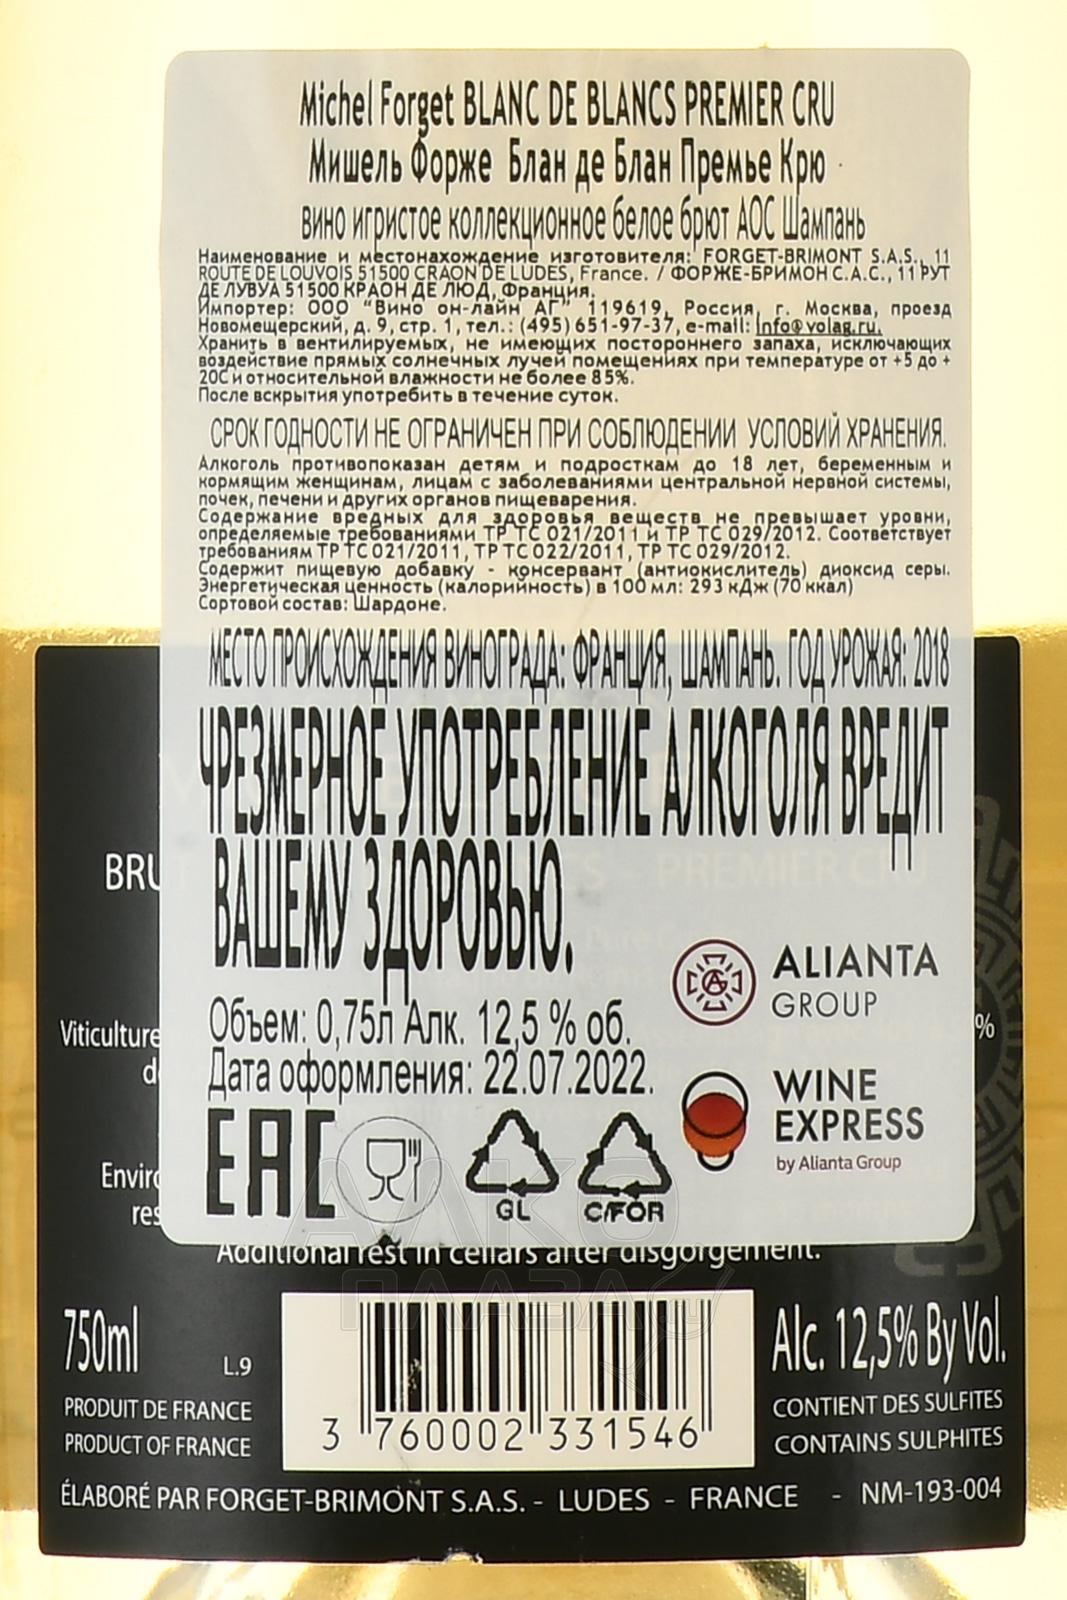 Michel Forget BLANC DE BLANCS PREMIER CRU
Мишель Форже Блан де Блан Премье Крю
вино игристое коллекционное белое брют АОС Шампань
Наименование и местонахождение изготовителя: FORGET-BRIMONT S.A.S., 11
ROUTE DE LOUVOIS 51500 CRAON DE LUDES, France. / ФОРЖЕ-БРИМОН С.А.С., 11 РУТ
ДЕ ЛУВУА 51500 КРАОН ДЕ ЛЮД, Франция.
Импортер: ООО "Вино он-лайн АГ" 119619, Россия, г. Москва, проезд
Новомещерский, д. 9, стр. 1, тел.: (495) 651-97-37, e-mail: Info@volag.ru.
Хранить в вентилируемых, не имеющих постороннего запаха, исключающих
воздействие прямых солнечных лучей помещениях при температуре от +5 до +
20С и относительной влажности не более 85%.
После вскрытия употребить в течение суток.
СРОК ГОДНОСТИ НЕ ОГРАНИЧЕН ПРИ СОБЛЮДЕНИИ УСЛОВИЙ ХРАНЕНИЯ.
Алкоголь противопоказан детям и подросткам до 18 лет, беременным и
кормящим женщинам, лицам с заболеваниями центральной нервной системы,
почек, печени и других органов пищеварения.
Содержание вредных для здоровья веществ не превышает уровни,
определяемые требованиями ТР ТС 021/2011 и ТР ТС 029/2012. Соответствует
требованиям ТР ТС 021/2011, ТР ТС 022/2011, ТР ТС 029/2012.
Содержит пищевую добавку - консервант (антиокислитель) диоксид серы.
Энергетическая ценность (калорийность) в 100 мл: 293 кДж (70 ккал)
Сортовой состав: Шардоне.
МЕСТО ПРОИСХОЖДЕНИЯ ВИНОГРАДА: ФРАНЦИЯ, ШАМПАНЬ. ГОД УРОЖАЯ: 2018
ЧРЕЗМЕРНОЕ УПОТРЕБЛЕНИЕ АЛКОГОЛЯ ВРЕДИТ
ВАШЕМУ ЗДОРОВЬЮ.
BRU - PREMIER CRU
ALIANTA
GROUP
Объем: 0,75л Алк. 12,5 % об.
Дата оформления: 22.07.2022.
Viticulture %
WINE
EXPRESS
by Alianta Group
EAC
GL
C/FOR
АЛКО
ПЛАЗА
Additional rest in cellars after disgorgement.
750ml
L.9
PRODUIT DE FRANCE
PRODUCT OF FRANCE
3 760002 331546
Alc. 12,5% By Vol.
CONTIENT DES SULFITES
CONTAINS SULPHITES
ÉLABORÉ PAR FORGET-BRIMONT S.A.S. - LUDES - FRANCE - NM-193-004